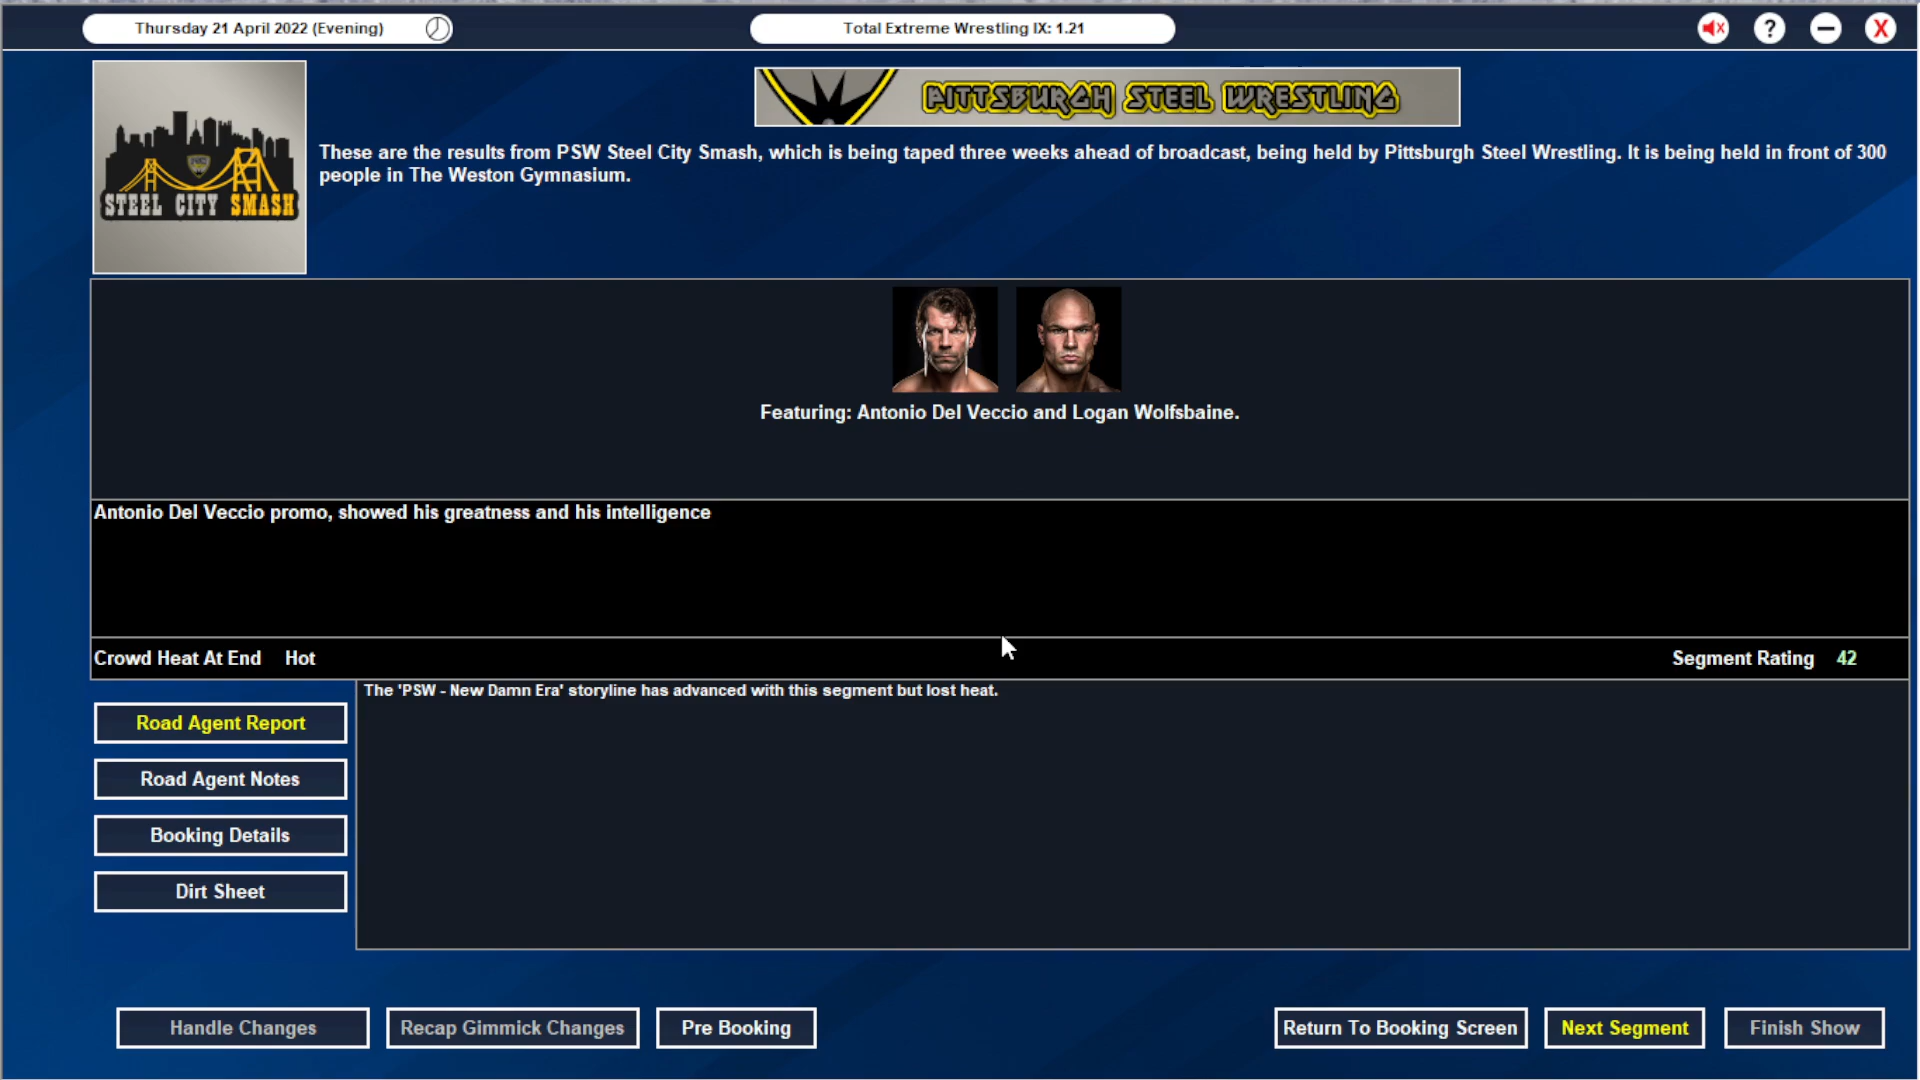 Thursday 21 April 2022 (Evening)
Total Extreme Wrestling IX: 1.21
?
X
PITTSBURGH STEEL WRESTLING
STEEL CITY SMASH
These are the results from PSW Steel City Smash, which is being taped three weeks ahead of broadcast, being held by Pittsburgh Steel Wrestling. It is being held in front of 300
people in The Weston Gymnasium.
Featuring: Antonio Del Veccio and Logan Wolfsbaine.
Antonio Del Veccio promo, showed his greatness and his intelligence
Crowd Heat At End Hot
Segment Rating 42
Road Agent Report
Road Agent Notes
Booking Details
Dirt Sheet
The 'PSW - New Damn Era' storyline has advanced with this segment but lost heat.
Handle Changes
Recap Gimmick Changes
Pre Booking
Return To Booking Screen
Next Segment
Finish Show